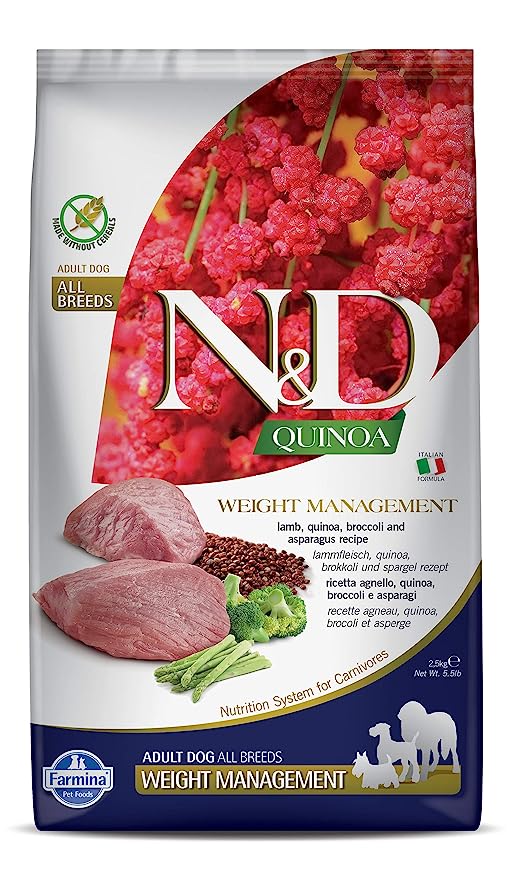 MADE WITHOUT CEREALS
ADULT DOG
ALL
BREEDS
N&D
QUINOA
ITALIAN
FORMULA
WEIGHT MANAGEMENT
lamb, quinoa, broccoli and
asparagus recipe
lammfleisch, quinoa,
brokkoli und spargel rezept
ricetta agnello, quinoa,
broccoli e asparagi
recette agneau, quinoa,
brocoli et asperge
2,5kg℮
Net Wt. 5.5lb
Nutrition System for Carnivores
ADULT DOG ALL BREEDS
WEIGHT MANAGEMENT
Farmina
Pet Foods